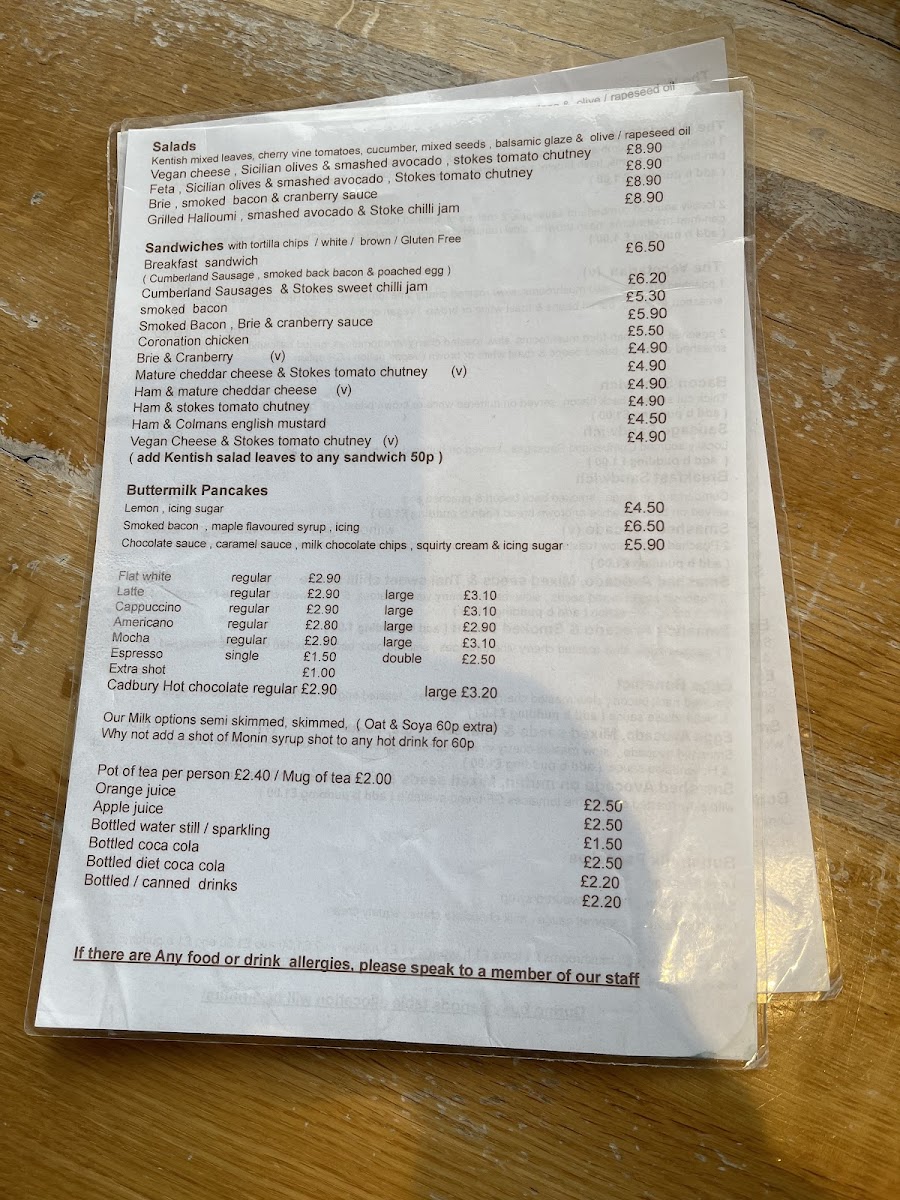 & olive / rapeseed oil
Salads
Kentish mixed leaves, cherry vine tomatoes, cucumber, mixed seeds , balsamic glaze & olive / rapeseed oil
Vegan cheese , Sicilian olives & smashed avocado , stokes tomato chutney £8.90
Feta , Sicilian olives & smashed avocado , Stokes tomato chutney £8.90
Brie , smoked bacon & cranberry sauce £8.90
Grilled Halloumi , smashed avocado & Stoke chilli jam £8.90
Sandwiches with tortilla chips / white / brown / Gluten Free
Breakfast sandwich £6.50
( Cumberland Sausage , smoked back bacon & poached egg )
Cumberland Sausages & Stokes sweet chilli jam £6.20
smoked bacon £5.30
Smoked Bacon , Brie & cranberry sauce £5.90
Coronation chicken £5.50
Brie & Cranberry (v) £4.90
Mature cheddar cheese & Stokes tomato chutney (v) £4.90
Ham & mature cheddar cheese (v) £4.90
Ham & stokes tomato chutney £4.90
Ham & Colmans english mustard £4.50
Vegan Cheese & Stokes tomato chutney (v) £4.90
( add Kentish salad leaves to any sandwich 50p )
Buttermilk Pancakes
Lemon , icing sugar £4.50
Smoked bacon , maple flavoured syrup , icing £6.50
Chocolate sauce , caramel sauce , milk chocolate chips , squirty cream & icing sugar £5.90
Flat white regular £2.90
Latte regular £2.90 large £3.10
Cappuccino regular £2.90 large £3.10
Americano regular £2.80 large £2.90
Mocha regular £2.90 large £3.10
Espresso single £1.50 double £2.50
Extra shot £1.00
Cadbury Hot chocolate regular £2.90 large £3.20
Our Milk options semi skimmed, skimmed, ( Oat & Soya 60p extra)
Why not add a shot of Monin syrup shot to any hot drink for 60p
Pot of tea per person £2.40 / Mug of tea £2.00
Orange juice £2.50
Apple juice £2.50
Bottled water still / sparkling £1.50
Bottled coca cola £2.50
Bottled diet coca cola £2.20
Bottled / canned drinks £2.20
If there are Any food or drink allergies, please speak to a member of our staff